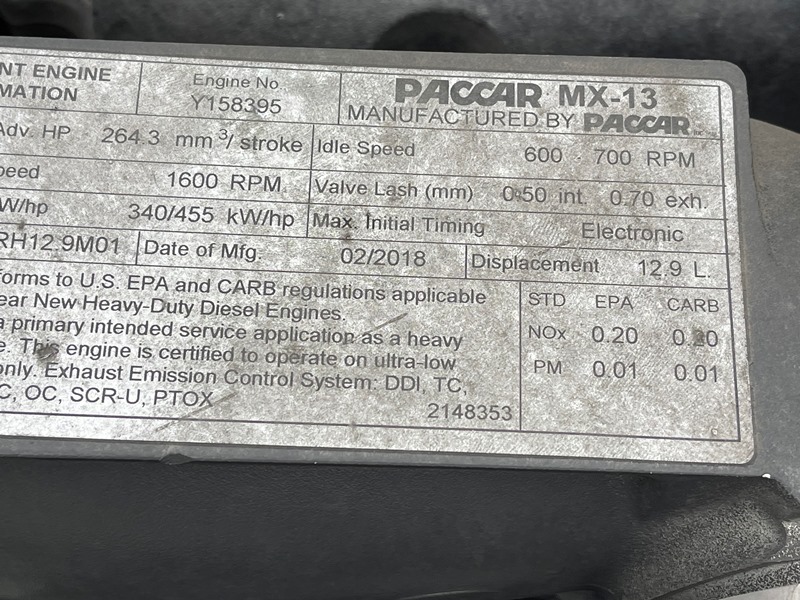 NT ENGINE
MATION
Engine No
Y158395
PACCAR MX-13
MANUFACTURED BY PACCAR
Adv. HP 264.3 mm3/ stroke
Idle Speed 600 - 700 RPM
peed 1600 RPM
Valve Lash (mm) 0.50 int. 0.70 exh.
W/hp 340/455 kW/hp
Max. Initial Timing Electronic
RH12.9M01
Date of Mfg. 02/2018
Displacement 12.9 L.
forms to U.S. EPA and CARB regulations applicable
ear New Heavy-Duty Diesel Engines.
a primary intended service application as a heavy
e. This engine is certified to operate on ultra-low
only. Exhaust Emission Control System: DDI, TC,
C, OC, SCR-U, PTOX
2148353
STD EPA CARB
NOx 0.20 0.20
PM 0.01 0.01